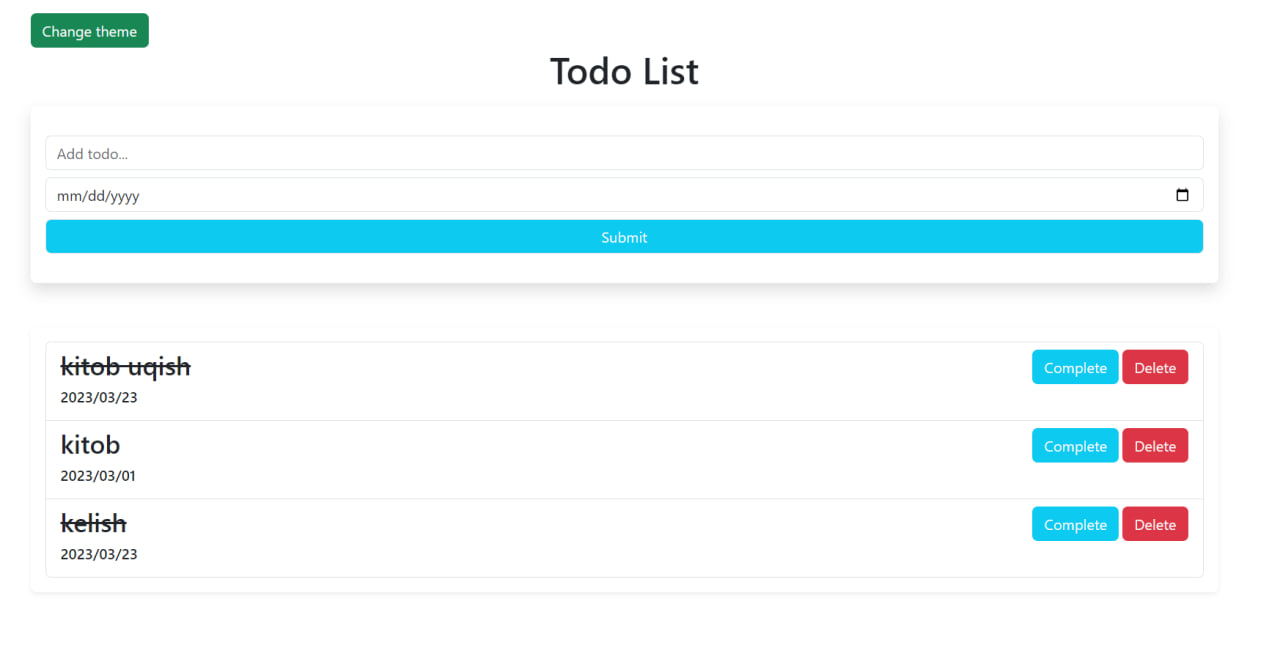 Change theme
Todo List
Add todo...
mm/dd/yyyy
Submit
kitob uqish
Complete Delete
2023/03/23
kitob
Complete Delete
2023/03/01
kelish
Complete Delete
2023/03/23